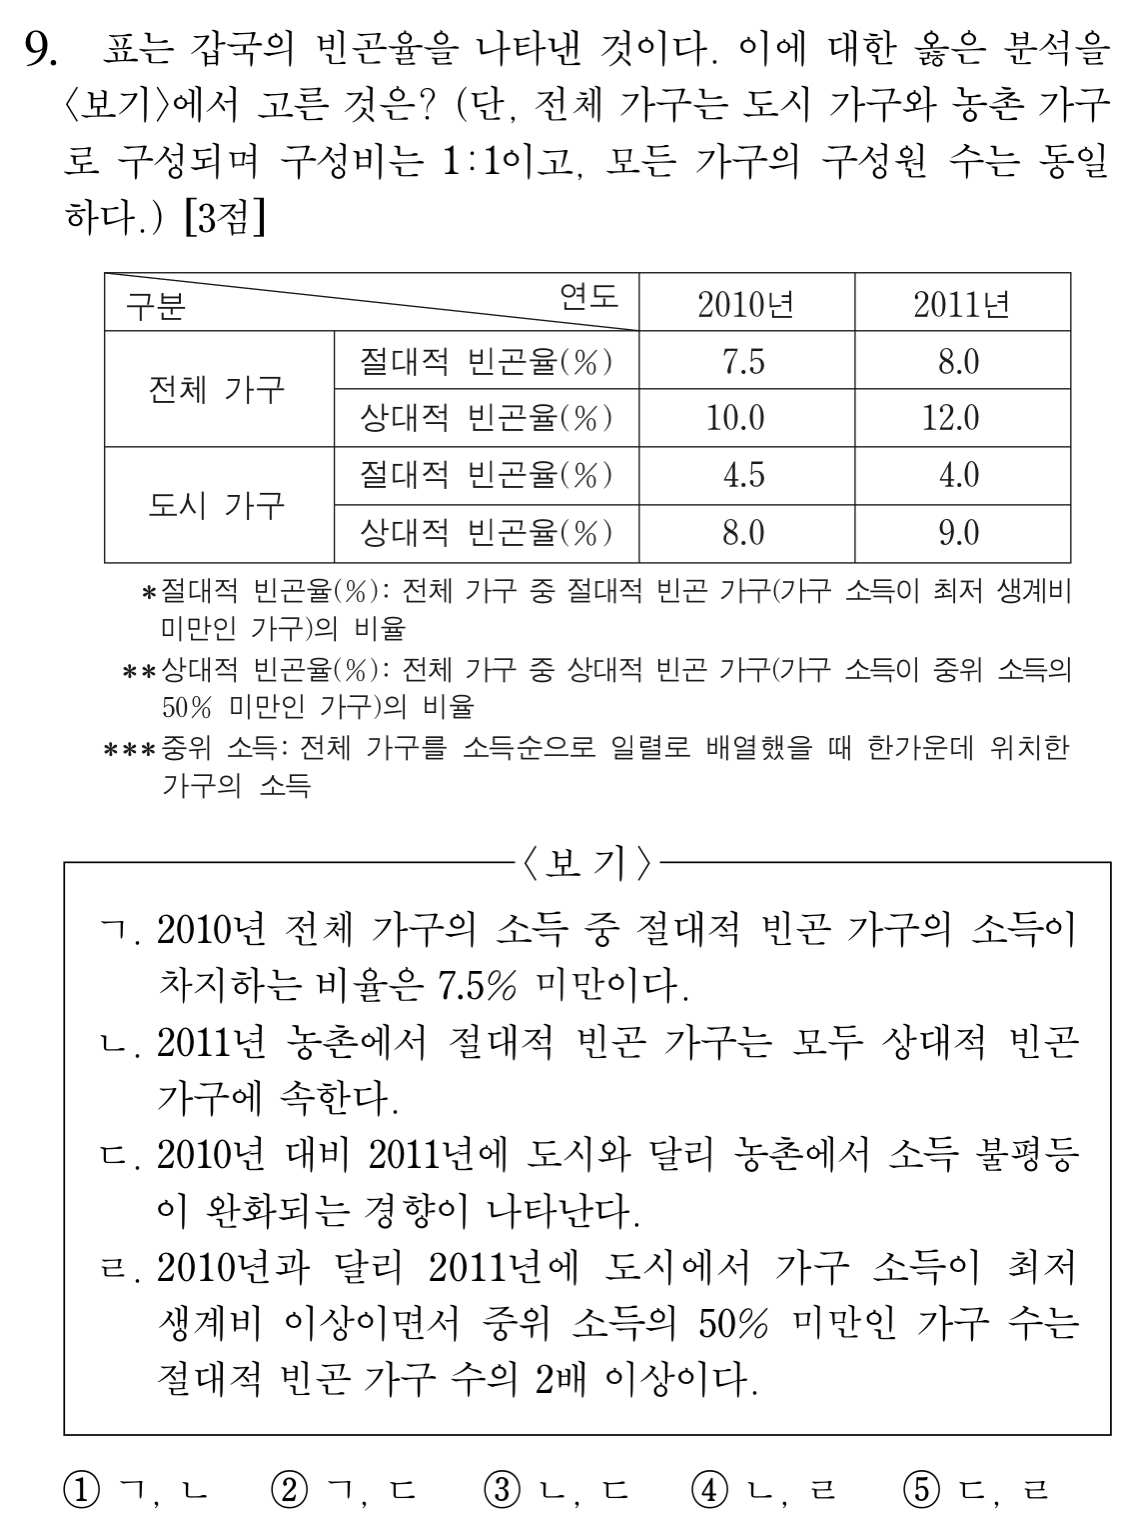 9. 표는 갑국의 빈곤율을 나타낸 것이다. 이에 대한 옳은 분석을
〈보기〉에서 고른 것은? (단, 전체 가구는 도시 가구와 농촌 가구
로 구성되며 구성비는 1:1이고, 모든 가구의 구성원 수는 동일
하다.) [3점]
구분 연도 2010년 2011년
전체 가구 절대적 빈곤율(%) 7.5 8.0
상대적 빈곤율(%) 10.0 12.0
도시 가구 절대적 빈곤율(%) 4.5 4.0
상대적 빈곤율(%) 8.0 9.0
*절대적 빈곤율(%): 전체 가구 중 절대적 빈곤 가구(가구 소득이 최저 생계비
미만인 가구)의 비율
**상대적 빈곤율(%): 전체 가구 중 상대적 빈곤 가구(가구 소득이 중위 소득의
50% 미만인 가구)의 비율
***중위 소득: 전체 가구를 소득순으로 일렬로 배열했을 때 한가운데 위치한
가구의 소득
〈보기〉
ㄱ. 2010년 전체 가구의 소득 중 절대적 빈곤 가구의 소득이
차지하는 비율은 7.5% 미만이다.
ㄴ. 2011년 농촌에서 절대적 빈곤 가구는 모두 상대적 빈곤
가구에 속한다.
ㄷ. 2010년 대비 2011년에 도시와 달리 농촌에서 소득 불평등
이 완화되는 경향이 나타난다.
ㄹ. 2010년과 달리 2011년에 도시에서 가구 소득이 최저
생계비 이상이면서 중위 소득의 50% 미만인 가구 수는
절대적 빈곤 가구 수의 2배 이상이다.
① ㄱ, ㄴ ② ㄱ, ㄷ ③ ㄴ, ㄷ ④ ㄴ, ㄹ ⑤ ㄷ, ㄹ